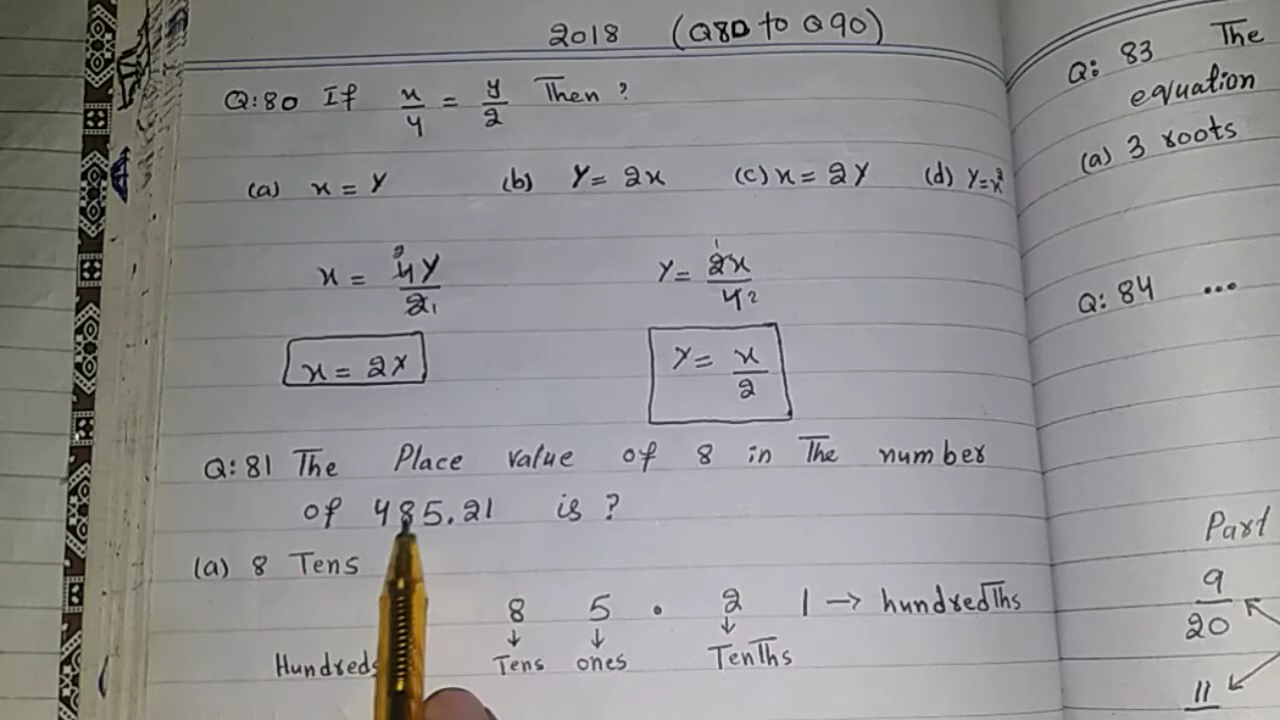 2018 (Q80 to Q90)
Q:80 If x/4 = y/2 Then ?
(a) x = y (b) y = 2x (c) x = 2y (d) y=x²
x = 4y/2 y = 2x/4
x = 2y y = x/2
Q:81 The Place value of 8 in The number
of 485.21 is ?
(a) 8 Tens
8 5 . 2 1 → hundredThs
Hundreds Tens ones TenThs
Q: 83 The
equation
(a) 3 roots
Q: 84 ...
Part
9/20
11